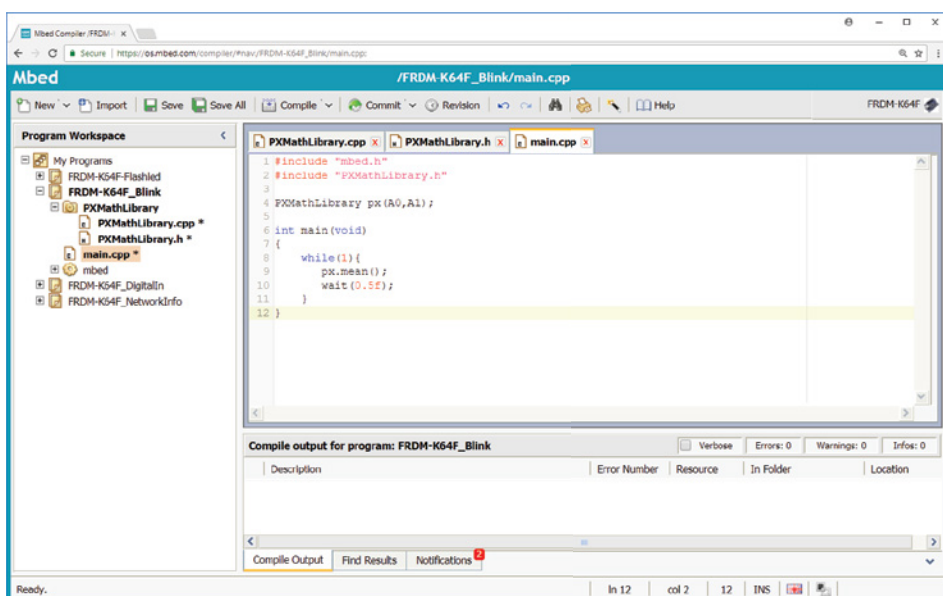 Mbed Compiler /FRDM-
Secure | https://os.mbed.com/compiler/#nav:/FRDM-K64F_Blink/main.cpp;
Mbed /FRDM-K64F_Blink/main.cpp
New Import Save Save All Compile Commit Revision Help FRDM-K64F
Program Workspace
My Programs
FRDM-K64F-Flashled
FRDM-K64F_Blink
PXMathLibrary
PXMathLibrary.cpp *
PXMathLibrary.h *
main.cpp *
mbed
FRDM-K64F_DigitalIn
FRDM-K64F_NetworkInfo
PXMathLibrary.cpp x PXMathLibrary.h x main.cpp x
1 #include "mbed.h"
2 #include "PXMathLibrary.h"
3
4 PXMathLibrary px(A0,A1);
5
6 int main(void)
7 {
8 while(1){
9 px.mean();
10 wait(0.5f);
11 }
12 }
Compile output for program: FRDM-K64F_Blink Verbose Errors: 0 Warnings: 0 Infos: 0
Description Error Number Resource In Folder Location
Compile Output Find Results Notifications 2
Ready. ln 12 col 2 12 INS